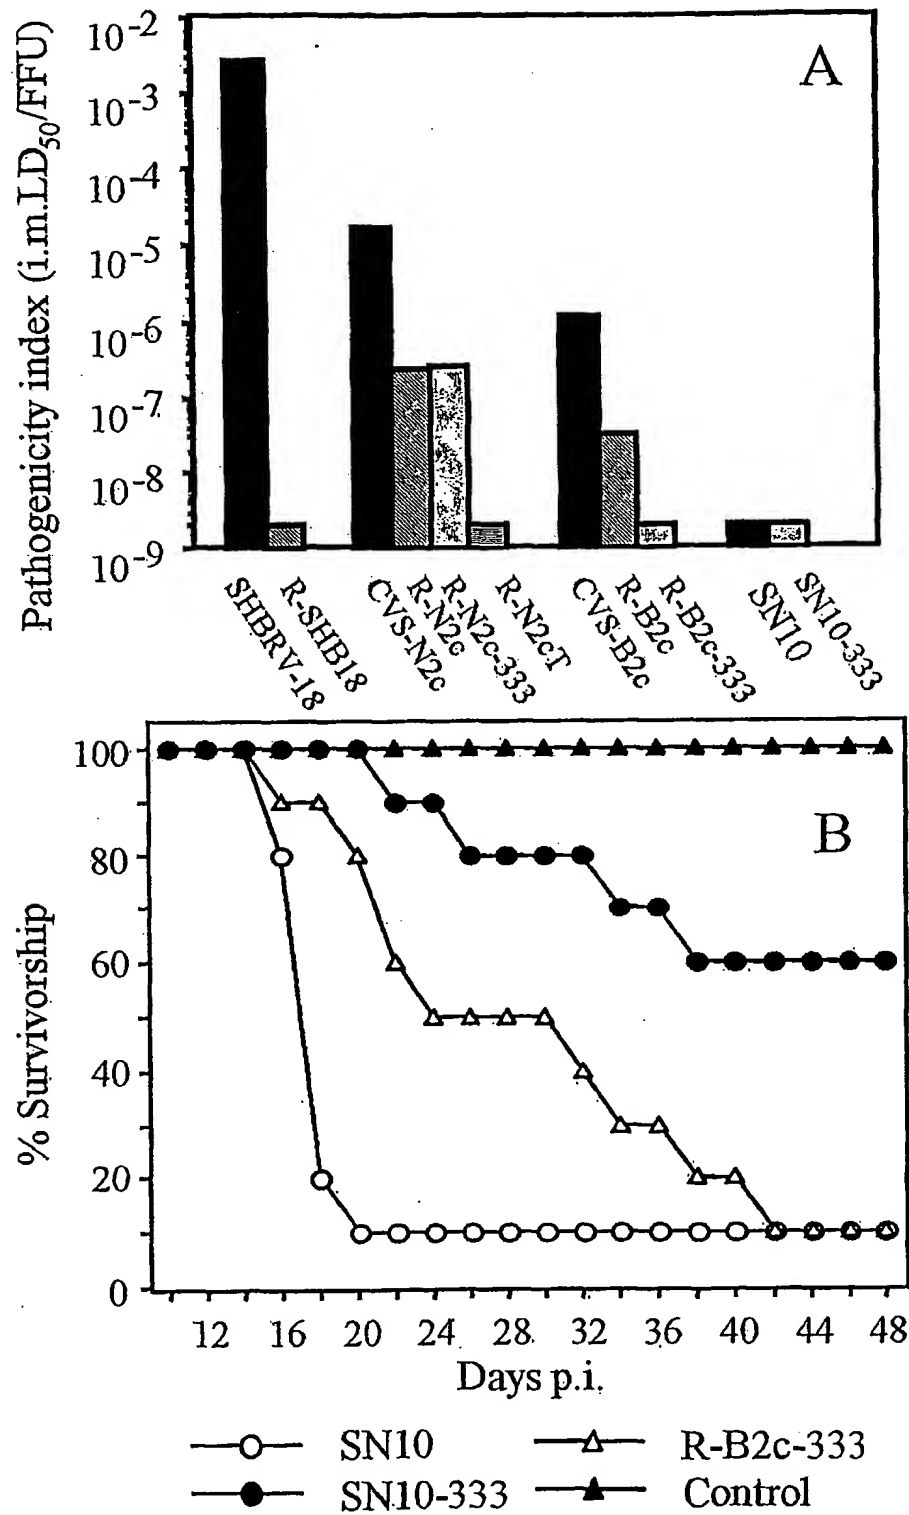 A
Pathogenicity index (i.m.LD50/FFU)
10-2
10-3
10-4
10-5
10-6
10-7
10-8
10-9
SHBRV-18
R-SHB18
CVS-N2c
R-N2c
R-N2c-333
R-N2cT
CVS-B2c
R-B2c
R-B2c-333
SN10
SN10-333
B
% Survivorship
100
80
60
40
20
0
12 16 20 24 28 32 36 40 44 48
Days p.i.
SN10 R-B2c-333
SN10-333 Control